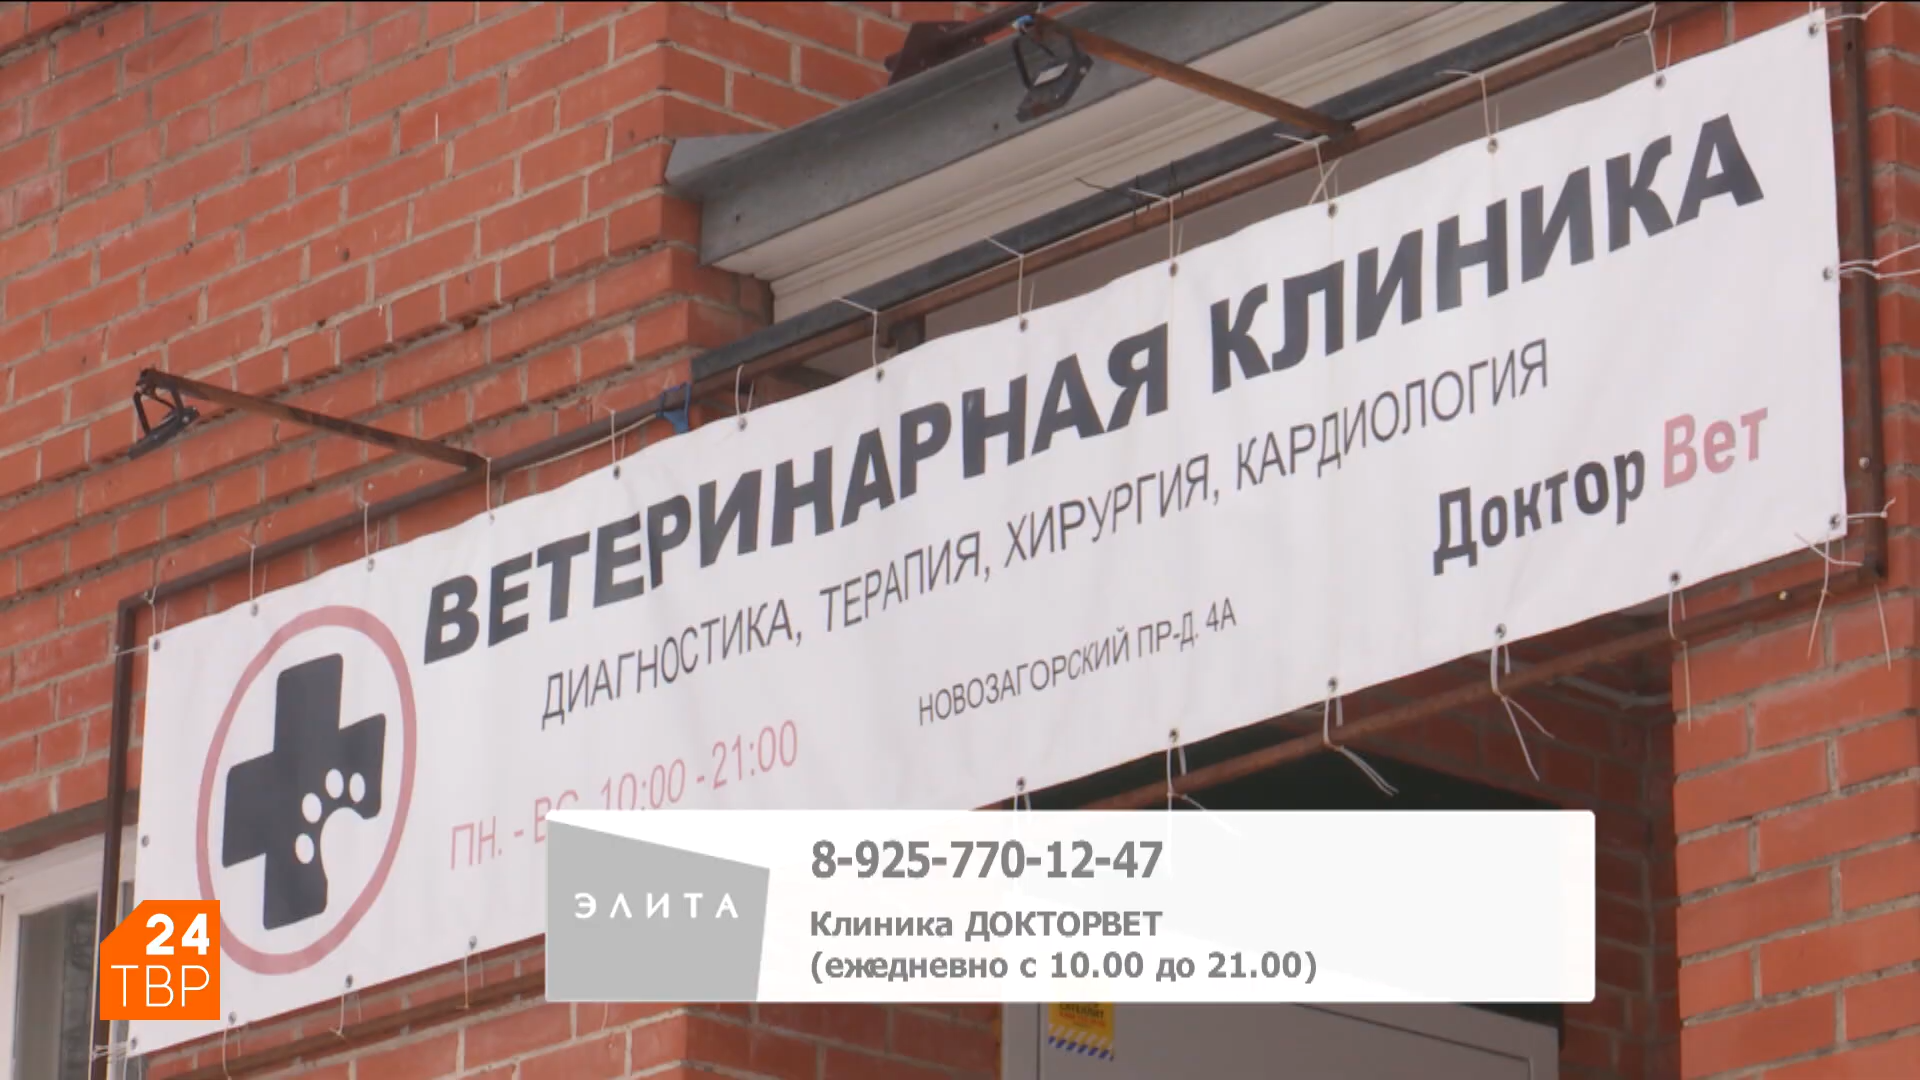 ВЕТЕРИНАРНАЯ КЛИНИКА
ДИАГНОСТИКА, ТЕРАПИЯ, ХИРУРГИЯ, КАРДИОЛОГИЯ
Доктор Вет
НОВОЗАГОРСКИЙ ПР-Д. 4А
ПН. - ВС. 10:00 - 21:00
8-925-770-12-47
ЭЛИТА
Клиника ДОКТОРВЕТ
(ежедневно с 10.00 до 21.00)
24
ТВР